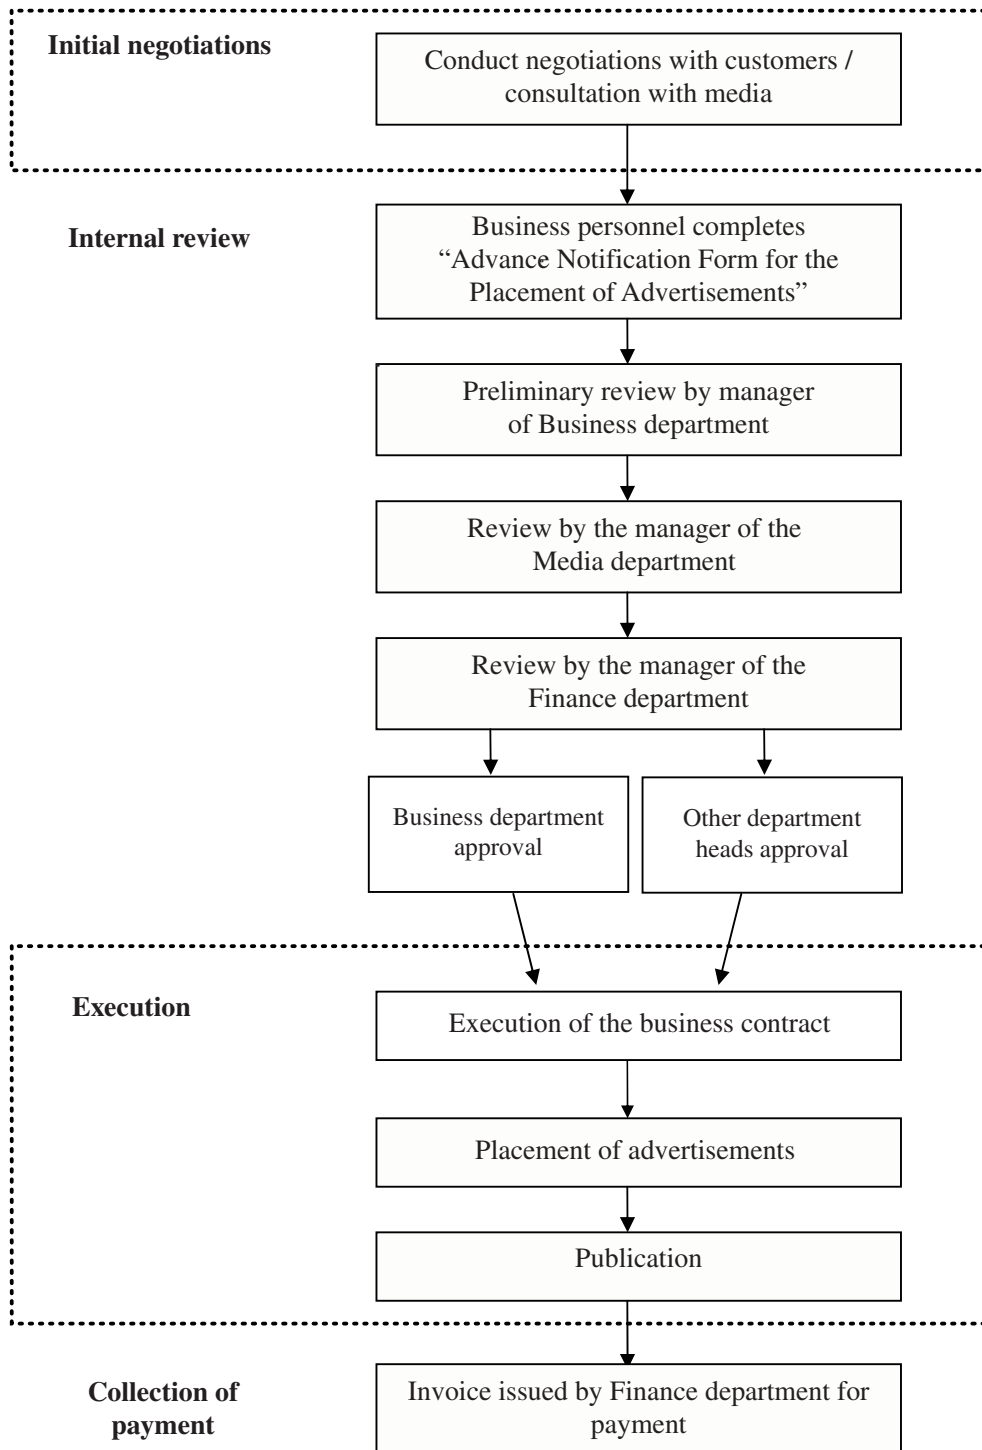 Initial negotiations
Conduct negotiations with customers /
consultation with media
Internal review
Business personnel completes
“Advance Notification Form for the
Placement of Advertisements”
Preliminary review by manager
of Business department
Review by the manager of the
Media department
Review by the manager of the
Finance department
Business department
approval
Other department
heads approval
Execution
Execution of the business contract
Placement of advertisements
Publication
Collection of
payment
Invoice issued by Finance department for
payment